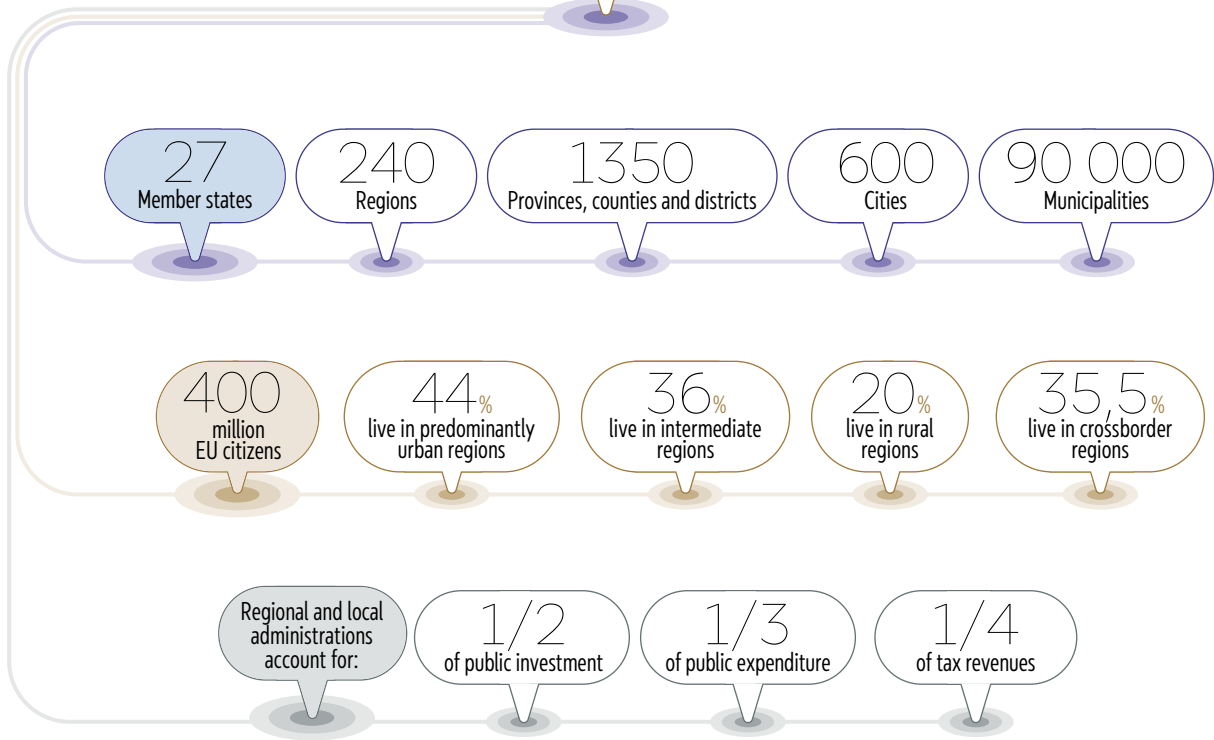 27
Member states
240
Regions
1350
Provinces, counties and districts
600
Cities
90 000
Municipalities
400
million
EU citizens
44%
live in predominantly
urban regions
36%
live in intermediate
regions
20%
live in rural
regions
35,5%
live in crossborder
regions
Regional and local
administrations
account for:
1/2
of public investment
1/3
of public expenditure
1/4
of tax revenues